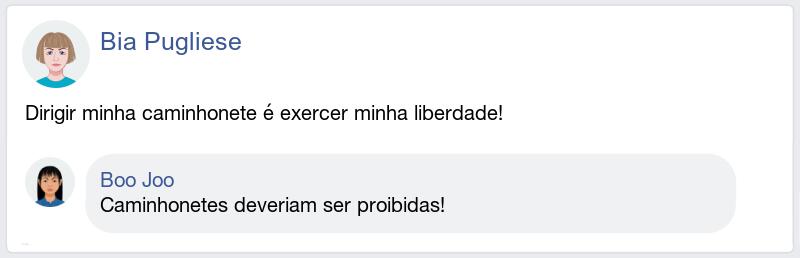 Bia Pugliese
Dirigir minha caminhonete é exercer minha liberdade!
Boo Joo
Caminhonetes deveriam ser proibidas!